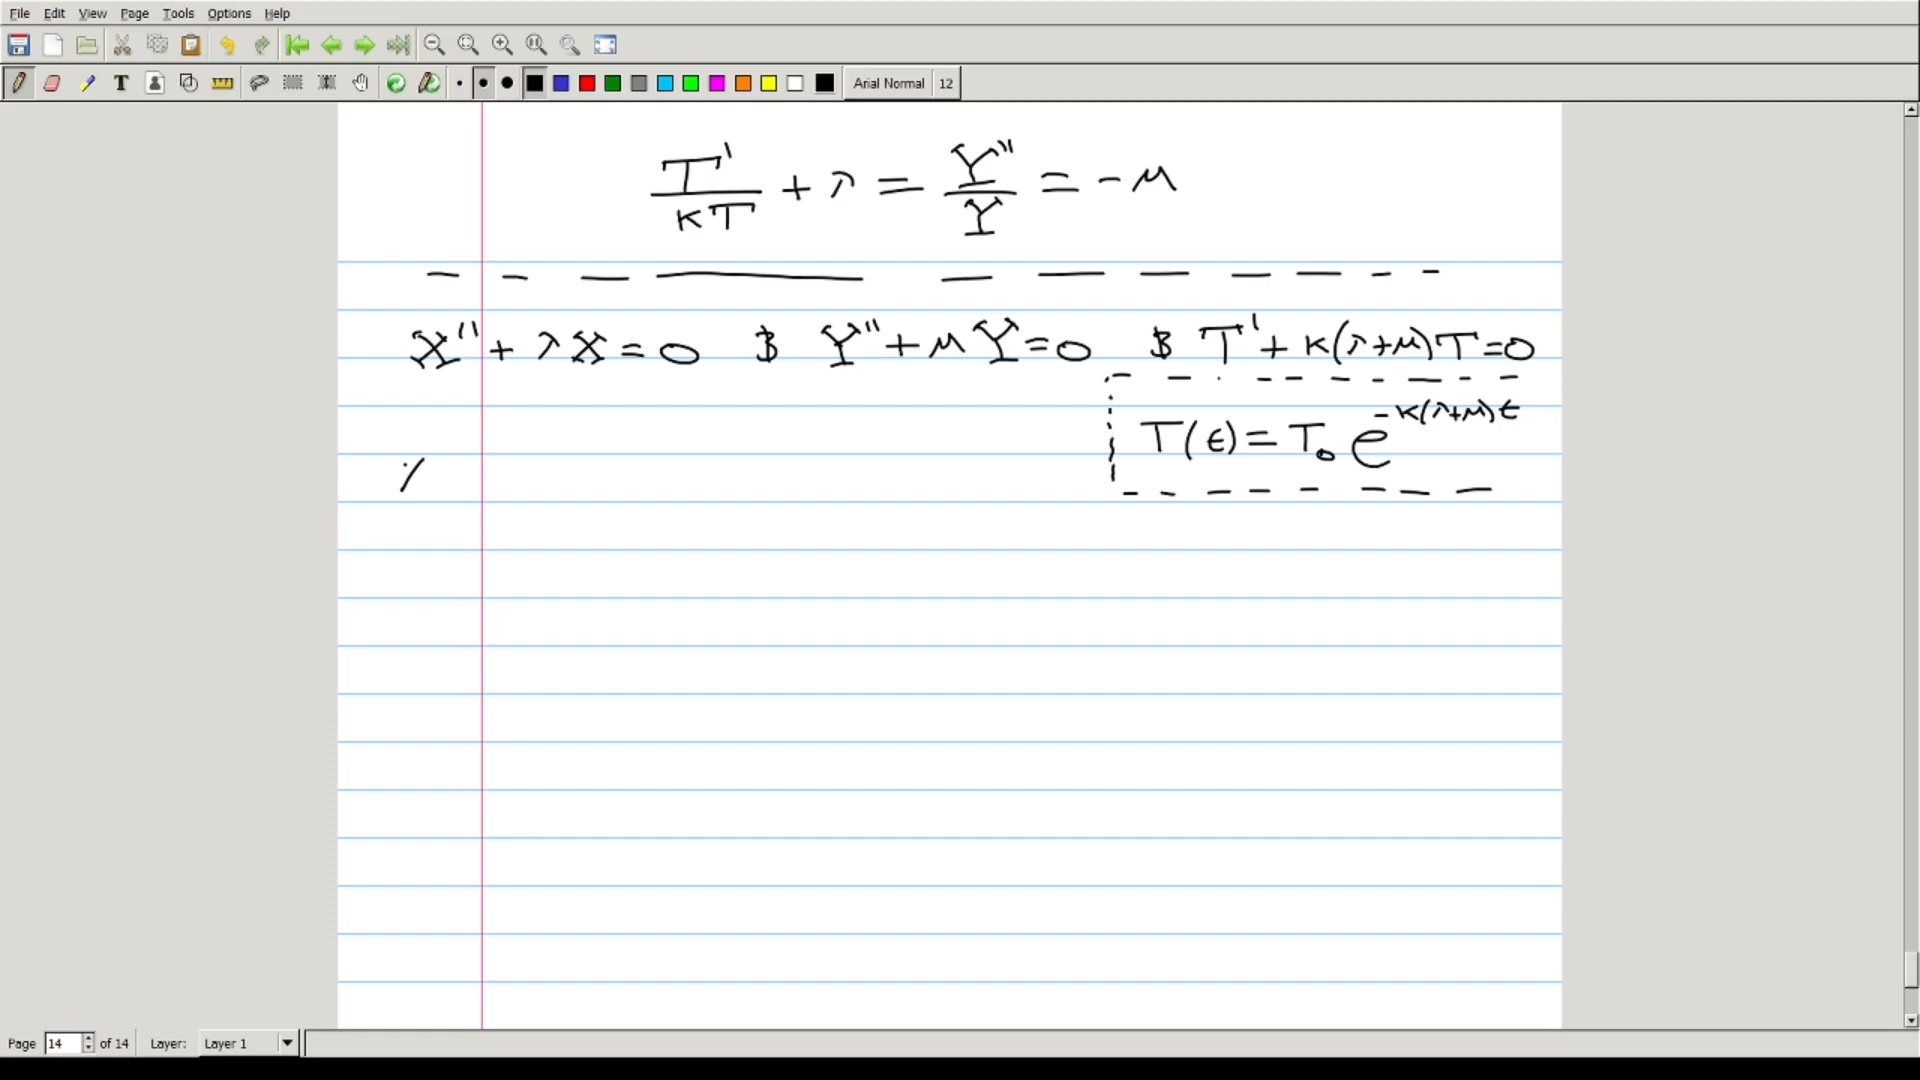 File Edit View Page Tools Options Help
T Arial Normal 12
T'/KT + λ = Y''/Y = -μ
X'' + λX = 0 & Y'' + μY = 0 & T' + K(λ+μ)T = 0
T(t) = T₀ e^{-K(λ+μ)t}
Page 14 of 14 Layer: Layer 1